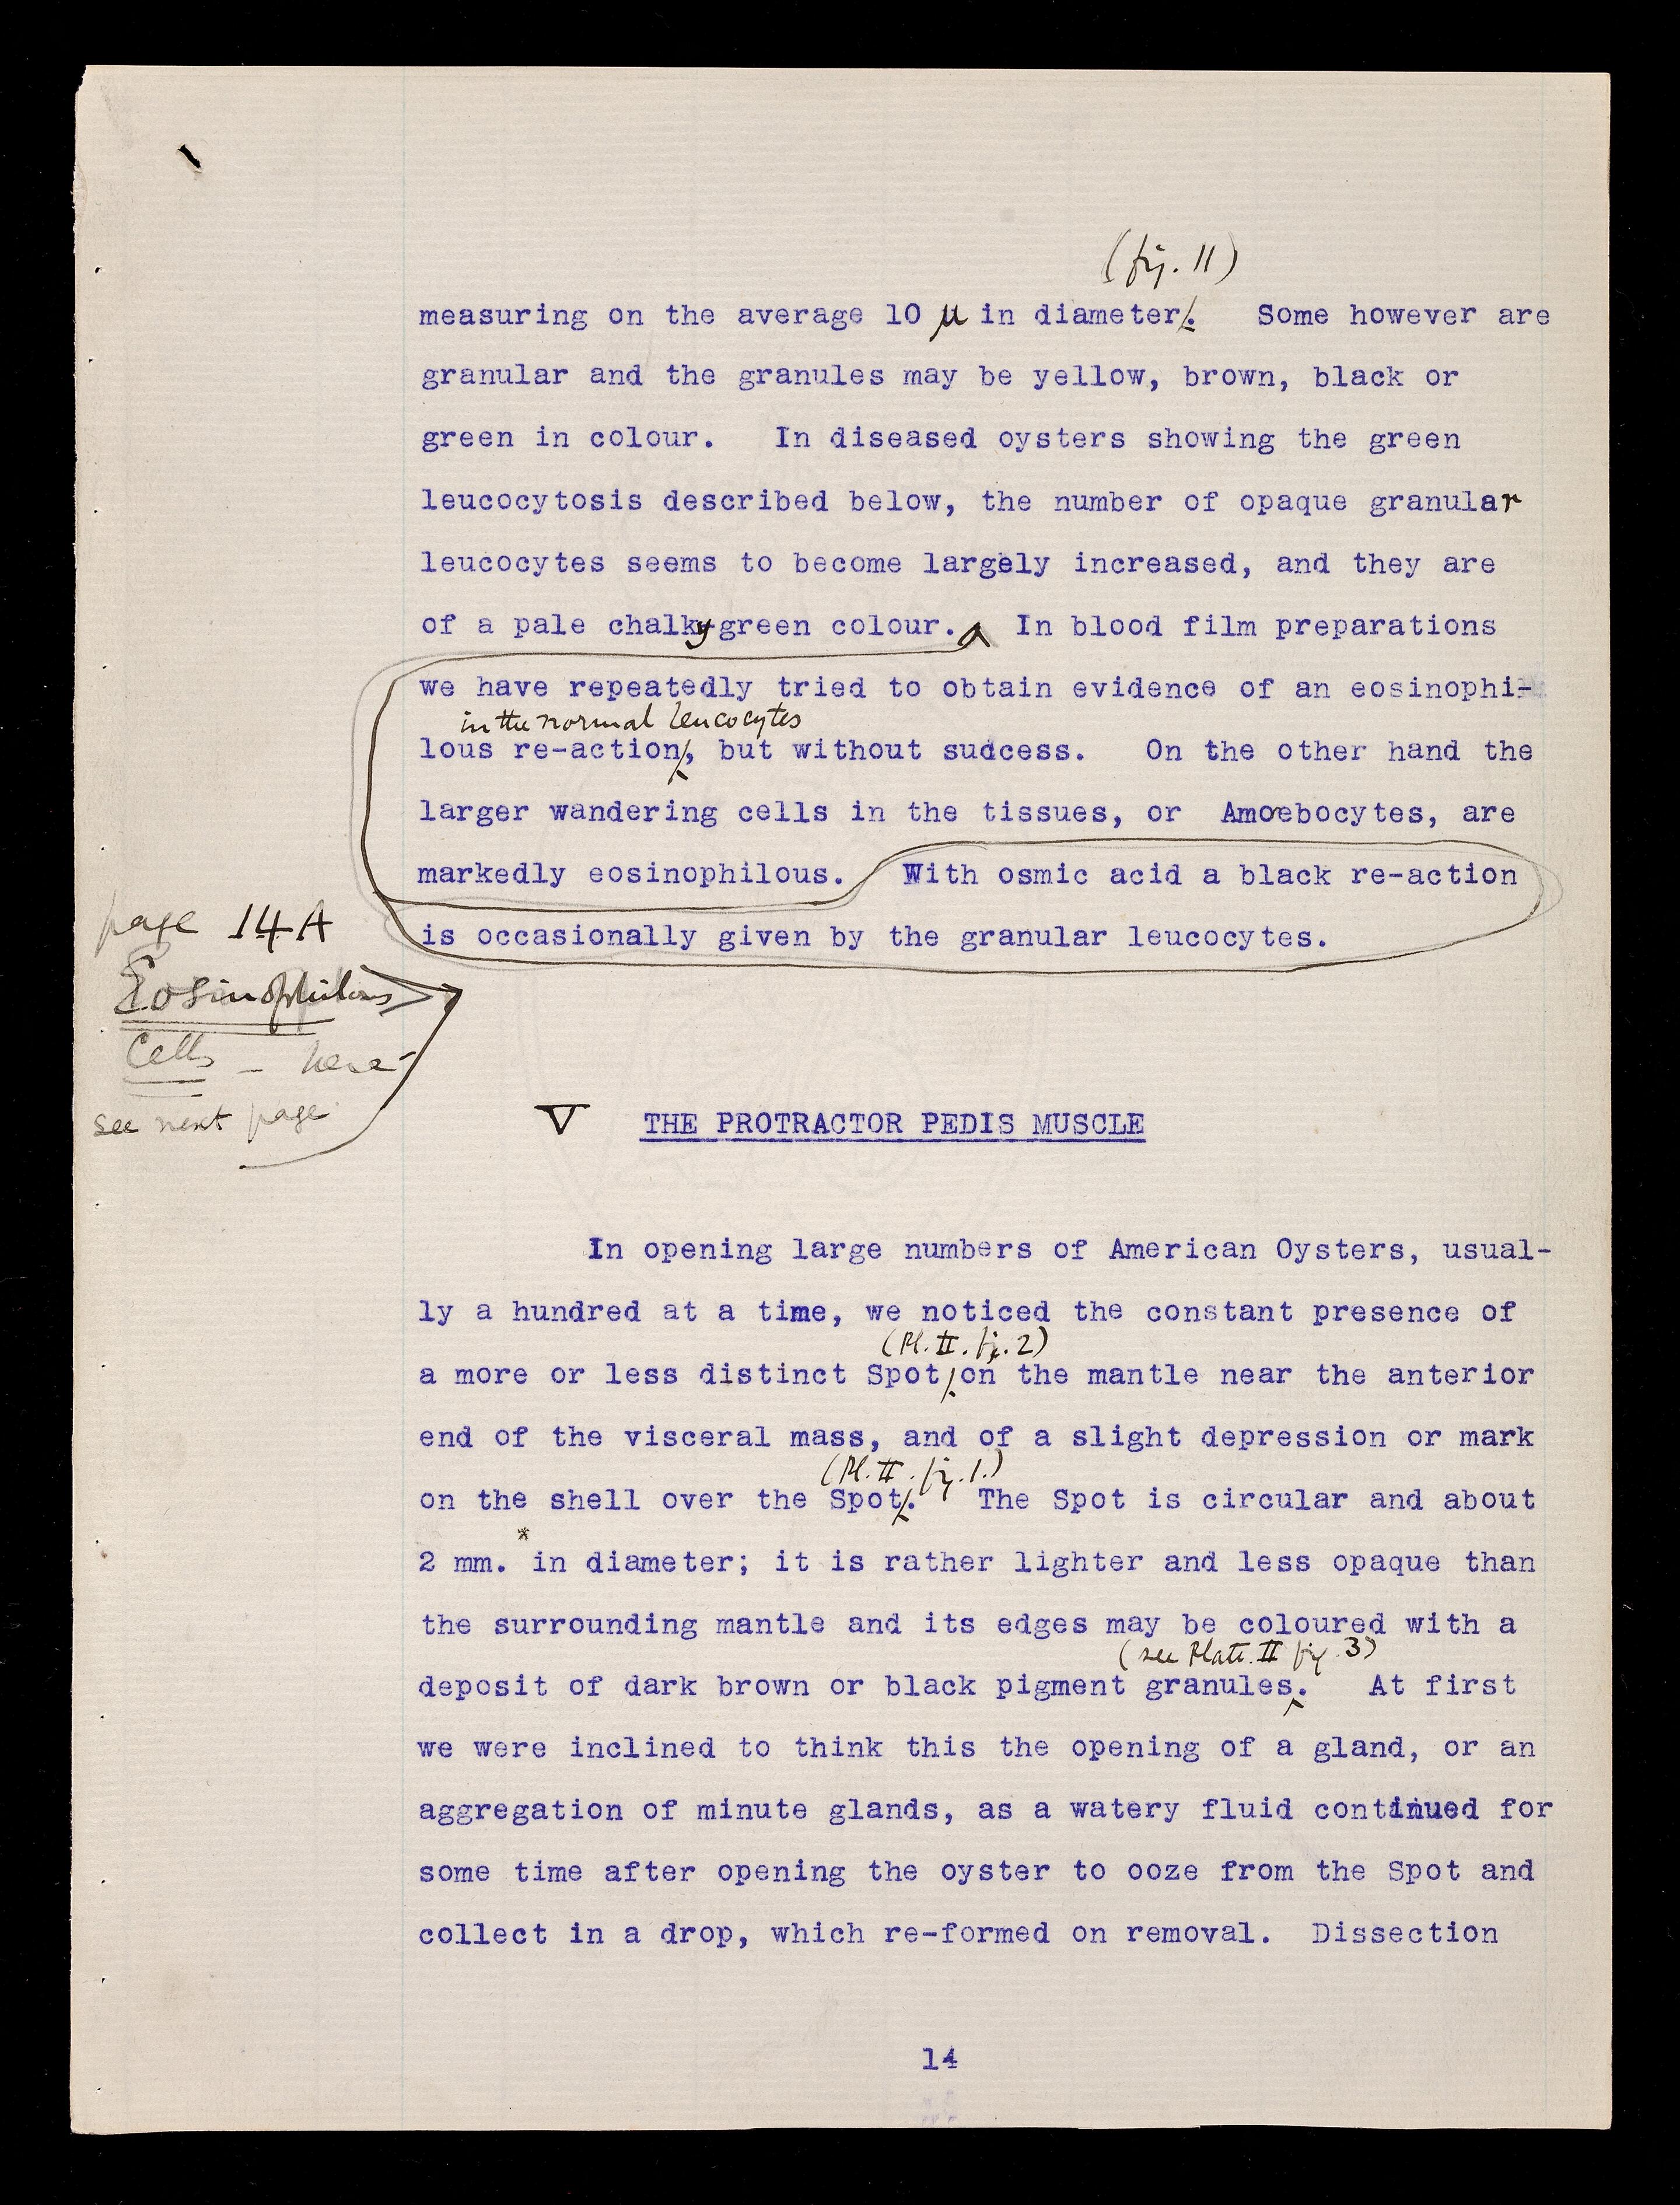 (fig. 11)
measuring on the average 10 µ in diameter. Some however are
granular and the granules may be yellow, brown, black or
green in colour. In diseased oysters showing the green
leucocytosis described below, the number of opaque granular
leucocytes seems to become largely increased, and they are
of a pale chalky green colour. In blood film preparations
we have repeatedly tried to obtain evidence of an eosinophi-
in the normal leucocytes
lous re-action, but without sudcess. On the other hand the
larger wandering cells in the tissues, or Amoebocytes, are
markedly eosinophilous. With osmic acid a black re-action
is occasionally given by the granular leucocytes.
page 14A
Eosinophilous
Cells - here
see next page
V THE PROTRACTOR PEDIS MUSCLE
In opening large numbers of American Oysters, usual-
ly a hundred at a time, we noticed the constant presence of
(Pl. II. fig. 2)
a more or less distinct Spot on the mantle near the anterior
end of the visceral mass, and of a slight depression or mark
(Pl. II. fig. 1.)
on the shell over the Spot. The Spot is circular and about
2 mm.* in diameter; it is rather lighter and less opaque than
the surrounding mantle and its edges may be coloured with a
(see Plate. II fig. 3)
deposit of dark brown or black pigment granules. At first
we were inclined to think this the opening of a gland, or an
aggregation of minute glands, as a watery fluid continued for
some time after opening the oyster to ooze from the Spot and
collect in a drop, which re-formed on removal. Dissection
14